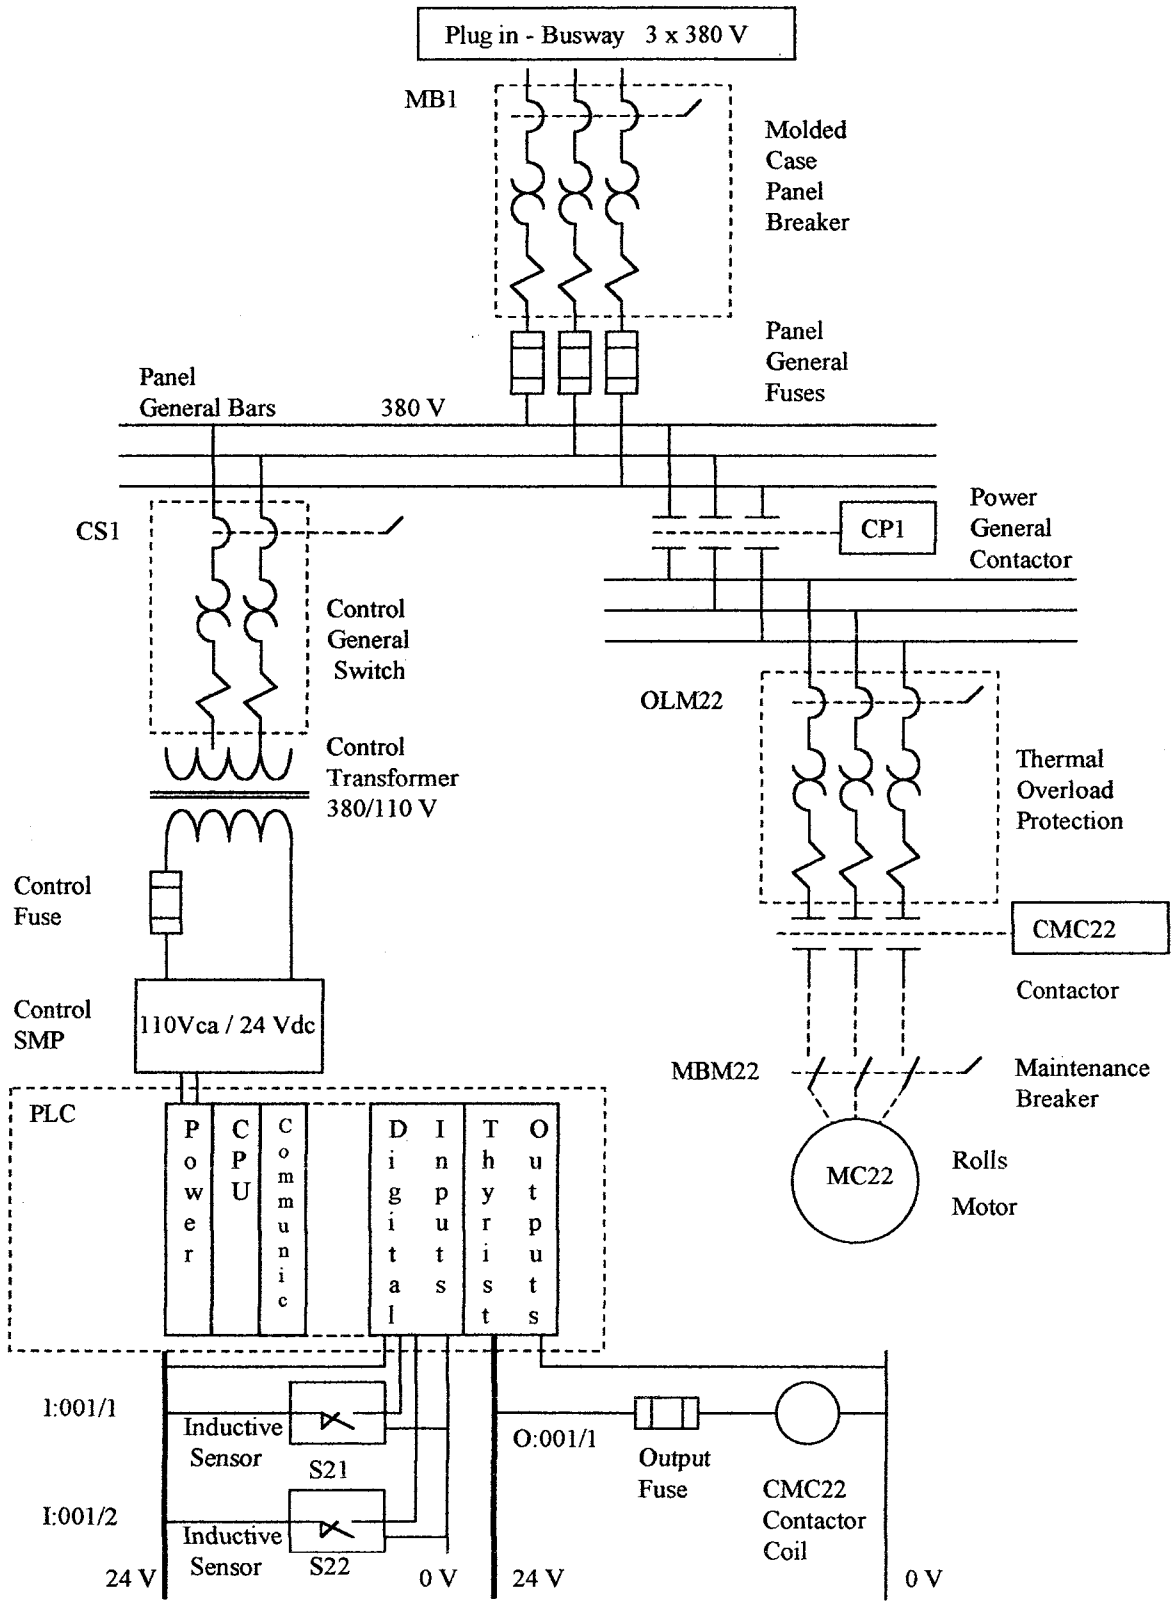 Plug in - Busway 3 x 380 V
MB1
Molded
Case
Panel
Breaker
Panel
General
Fuses
Panel
General Bars
380 V
CS1
Control
General
Switch
CP1
Power
General
Contactor
OLM22
Thermal
Overload
Protection
Control
Transformer
380/110 V
Control
Fuse
CMC22
Contactor
Control
SMP
110Vca / 24 Vdc
MBM22
Maintenance
Breaker
MC22
Rolls
Motor
PLC
Power
CPU
Communic
Digital
Inputs
Thyrist
Outputs
I:001/1
Inductive
Sensor
S21
O:001/1
Output
Fuse
CMC22
Contactor
Coil
I:001/2
Inductive
Sensor
S22
24 V
0 V
24 V
0 V